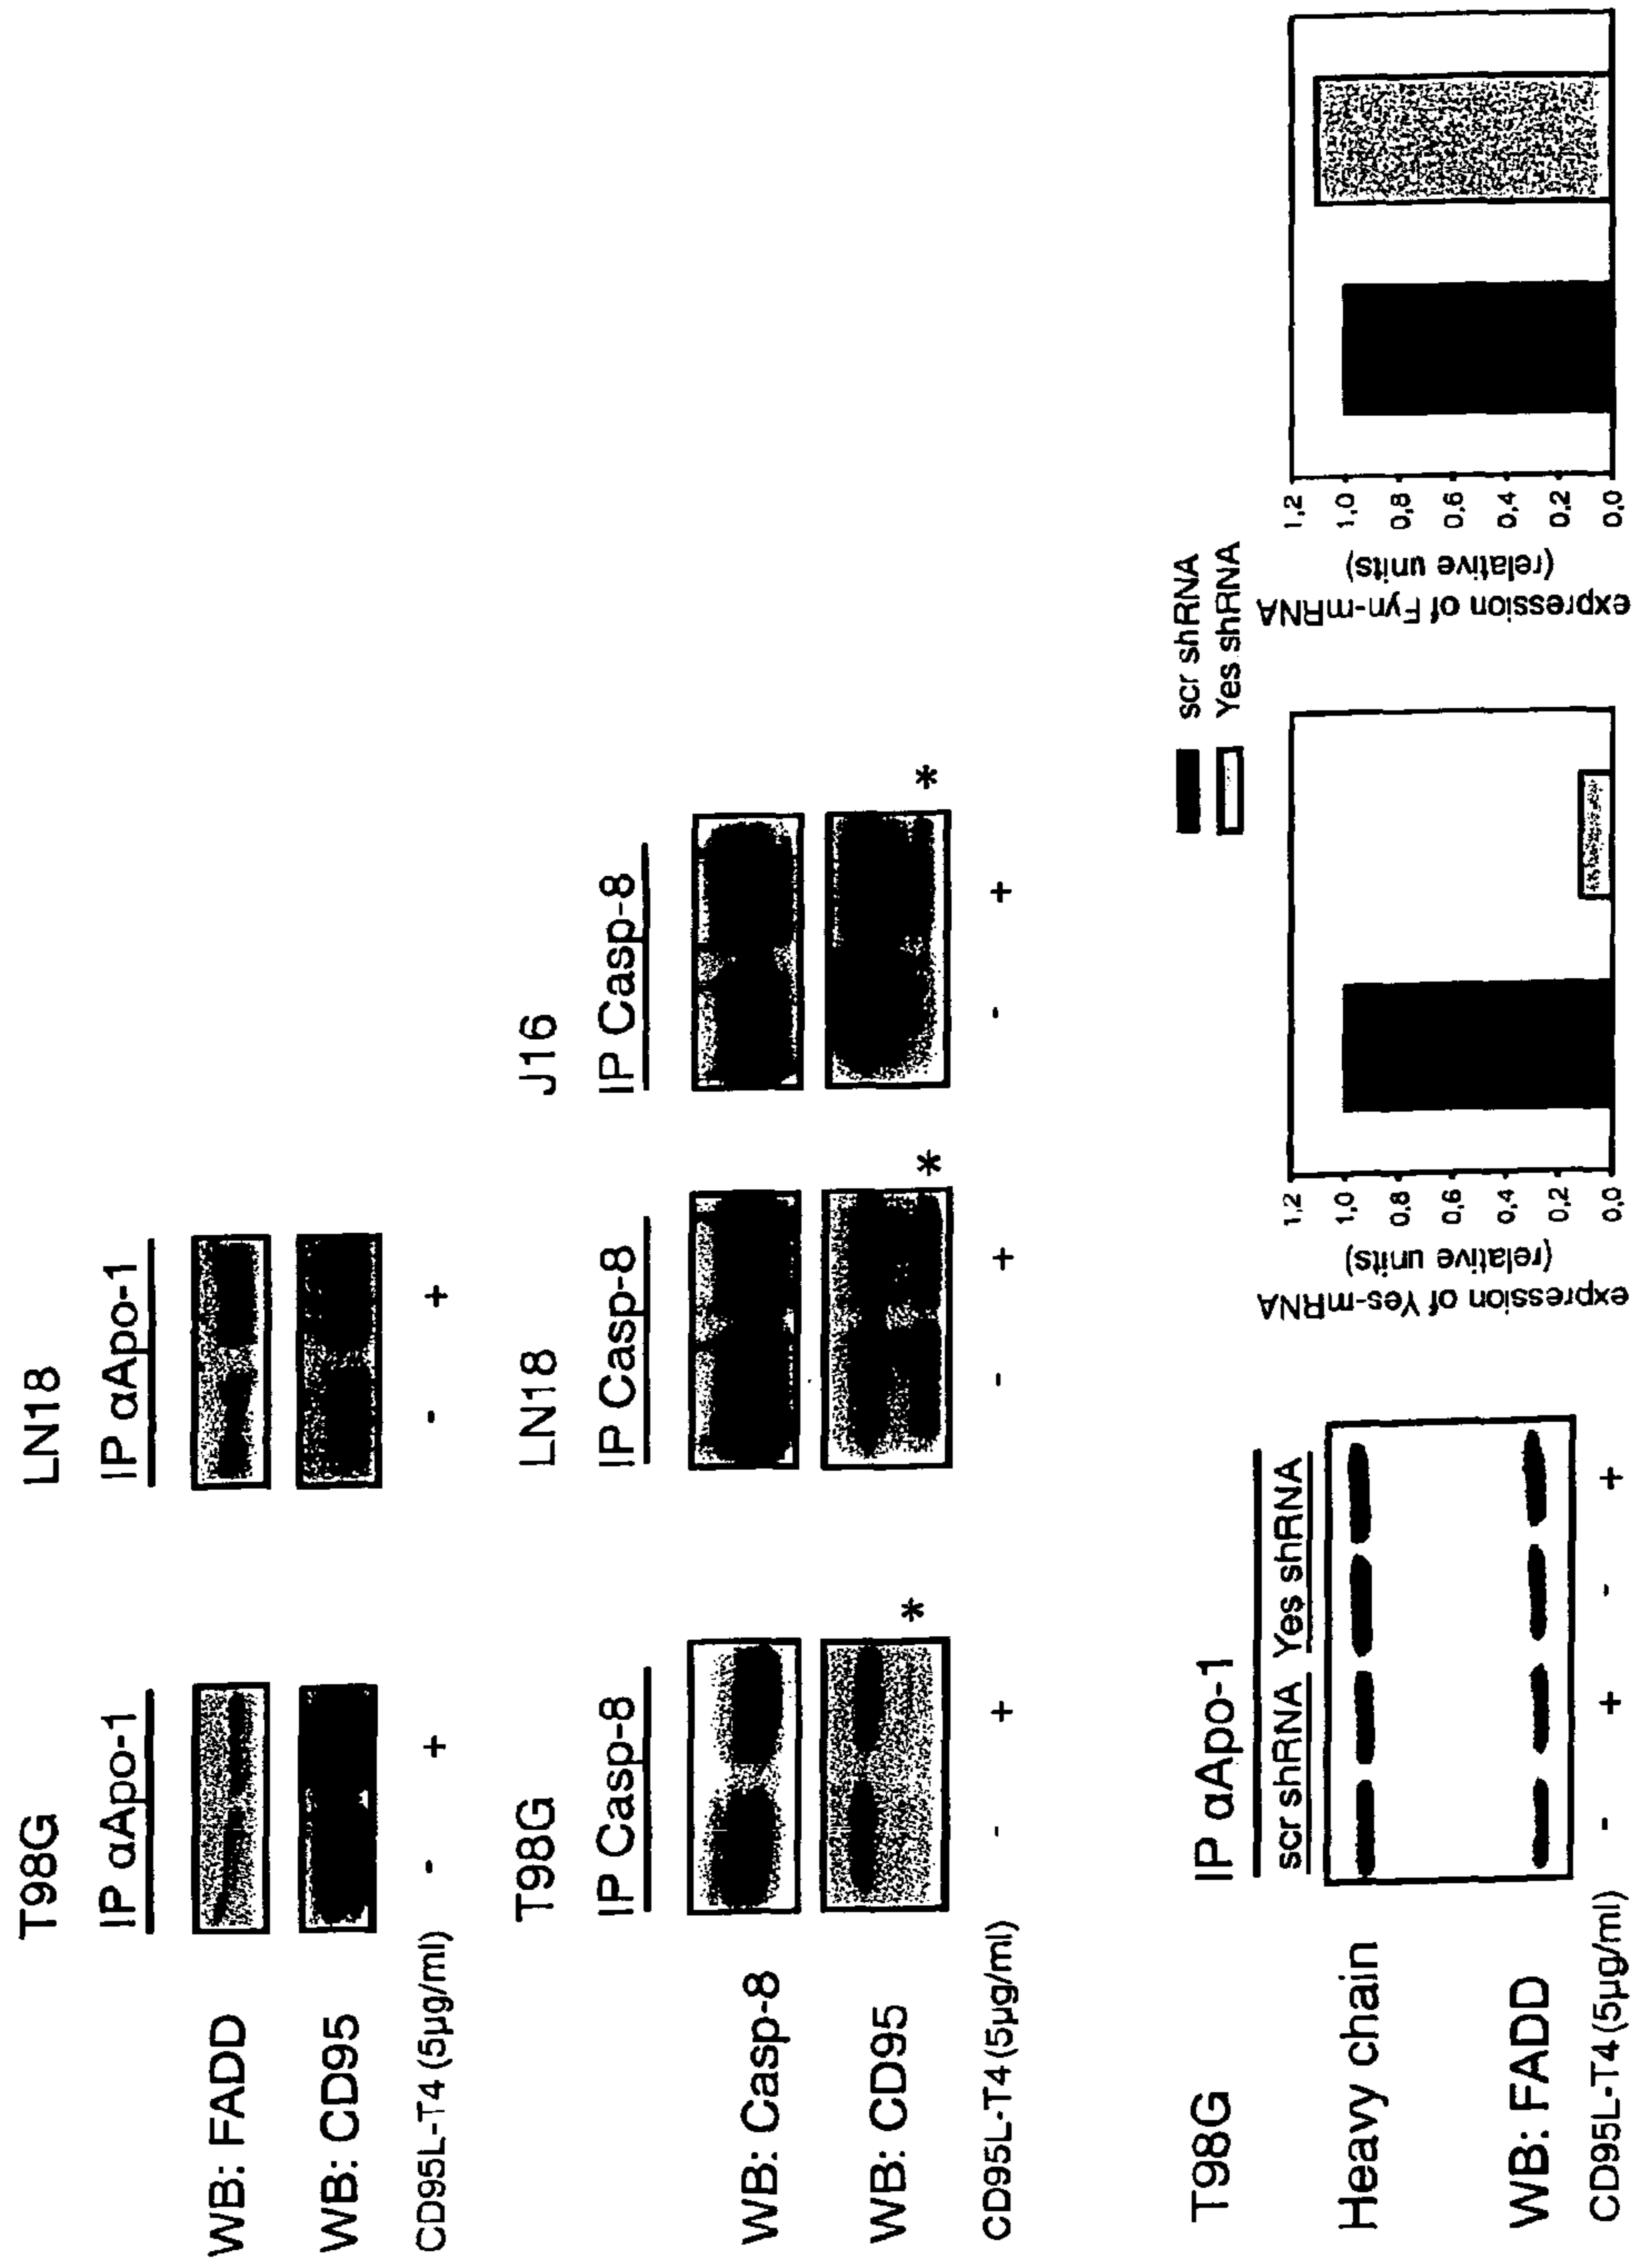 T98G LN18
IP αApo-1 IP αApo-1
WB: FADD
WB: CD95
CD95L-T4 (5µg/ml) - + - +
T98G LN18 J16
IP Casp-8 IP Casp-8 IP Casp-8
WB: Casp-8
WB: CD95 * * *
CD95L-T4 (5µg/ml) - + - + - +
T98G
IP αApo-1
scr shRNA Yes shRNA
Heavy chain
WB: FADD
CD95L-T4 (5µg/ml) - + - +
scr shRNA
Yes shRNA
expression of Yes-mRNA
(relative units)
1,2
1,0
0,8
0,6
0,4
0,2
0,0
expression of Fyn-mRNA
(relative units)
1,2
1,0
0,8
0,6
0,4
0,2
0,0